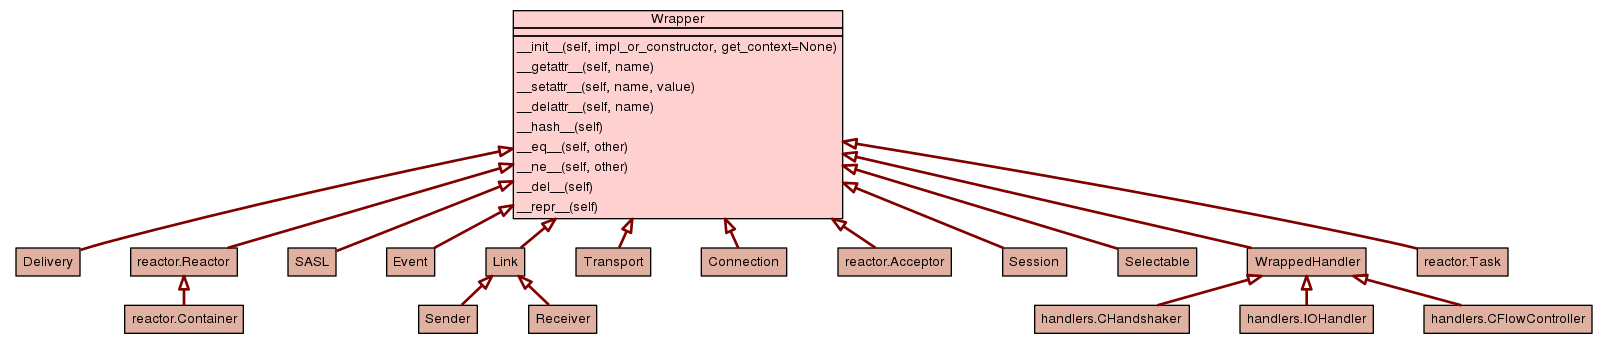 Wrapper
__init__(self, impl_or_constructor, get_context=None)
__getattr__(self, name)
__setattr__(self, name, value)
__delattr__(self, name)
__hash__(self)
__eq__(self, other)
__ne__(self, other)
__del__(self)
__repr__(self)
Delivery
reactor.Reactor
SASL
Event
Link
Transport
Connection
reactor.Acceptor
Session
Selectable
WrappedHandler
reactor.Task
reactor.Container
Sender
Receiver
handlers.CHandshaker
handlers.IOHandler
handlers.CFlowController